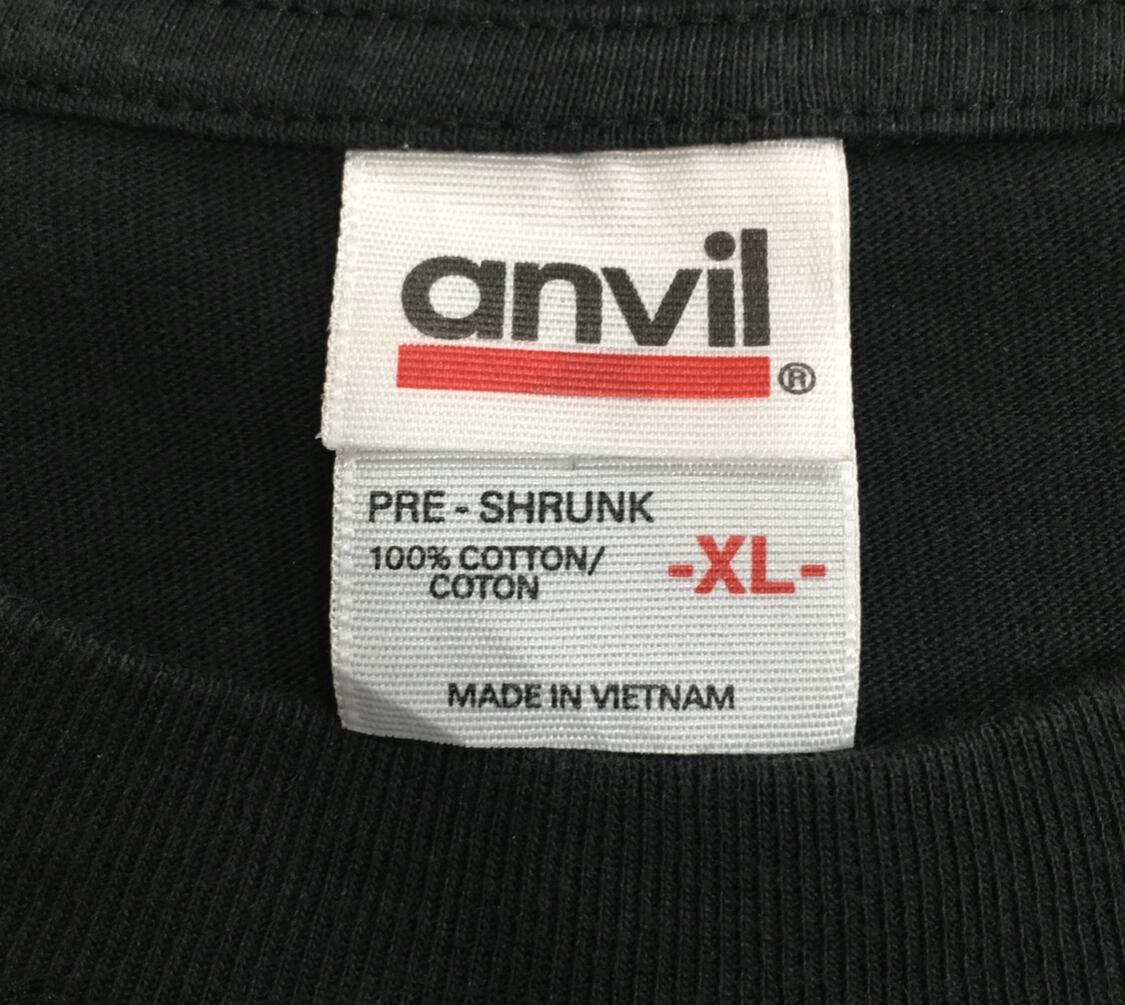 anvil
®
PRE - SHRUNK
100% COTTON/
COTON
-XL-
MADE IN VIETNAM